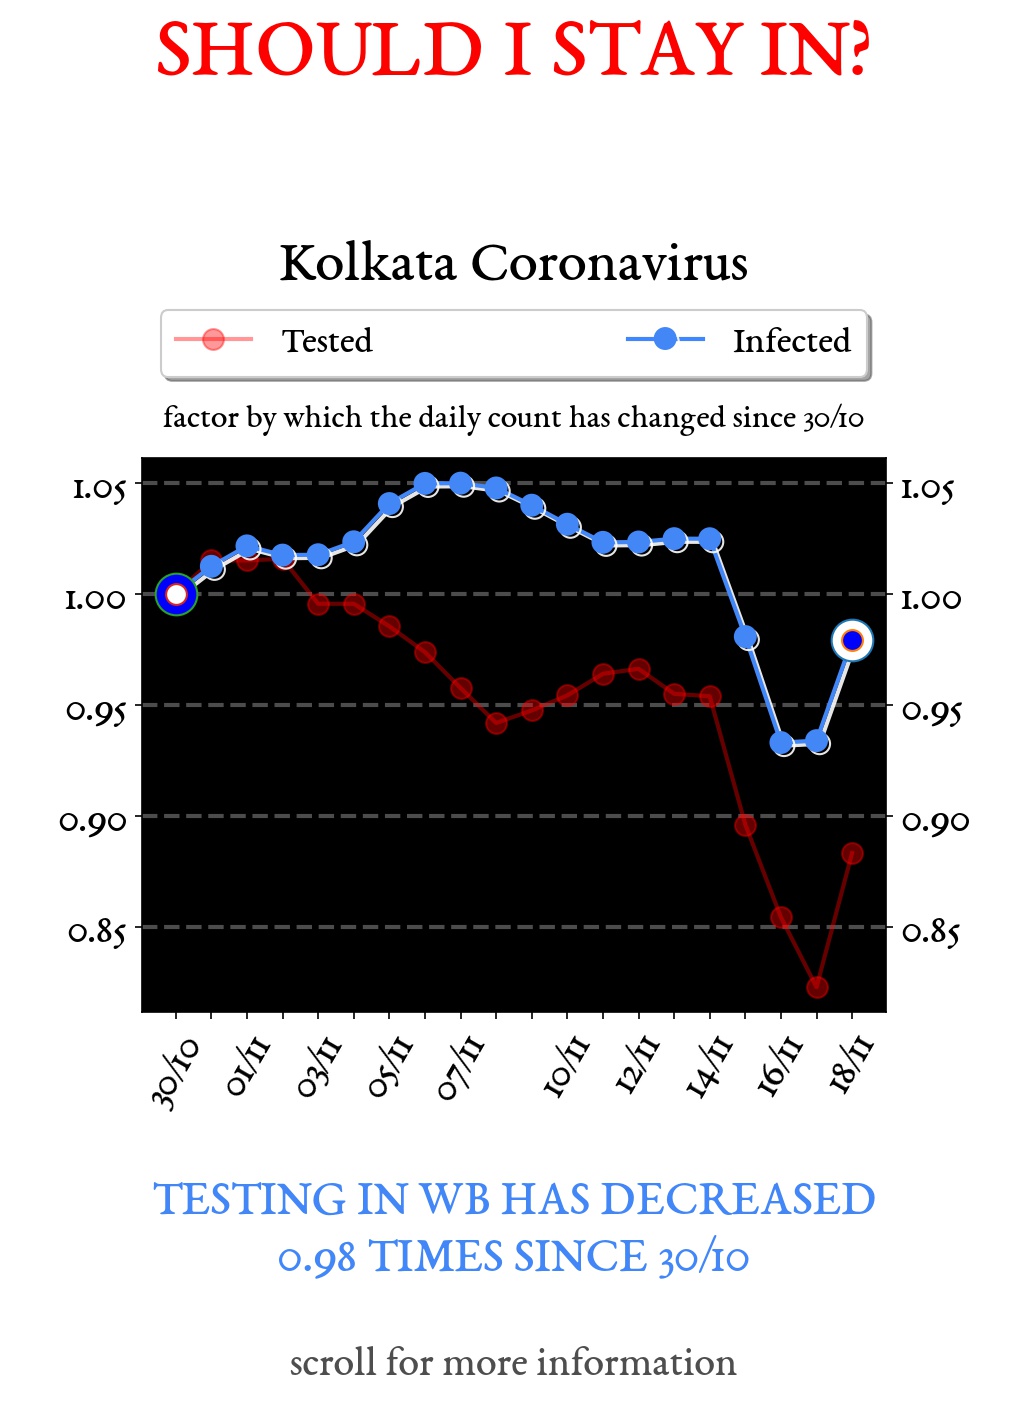 SHOULD I STAY IN?
Kolkata Coronavirus
Tested Infected
factor by which the daily count has changed since 30/10
1.05 1.05
1.00 1.00
0.95 0.95
0.90 0.90
0.85 0.85
30/10 01/11 03/11 05/11 07/11 10/11 12/11 14/11 16/11 18/11
TESTING IN WB HAS DECREASED
0.98 TIMES SINCE 30/10
scroll for more information